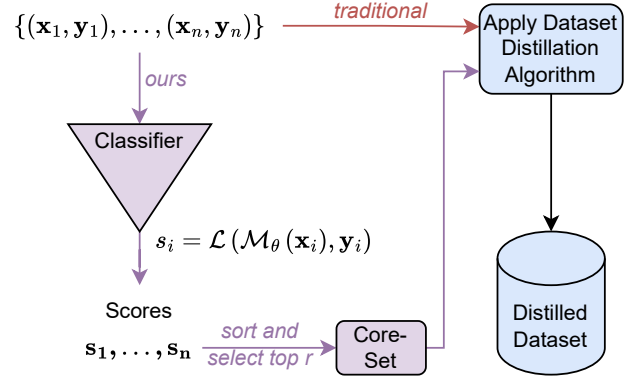 {(x₁, y₁), . . . , (xₙ, yₙ)}
traditional
Apply Dataset
Distillation
Algorithm
ours
Classifier
sᵢ = ℒ (ℳ_θ (xᵢ), yᵢ)
Scores
s₁, . . . , sₙ
sort and
select top r
Core-
Set
Distilled
Dataset